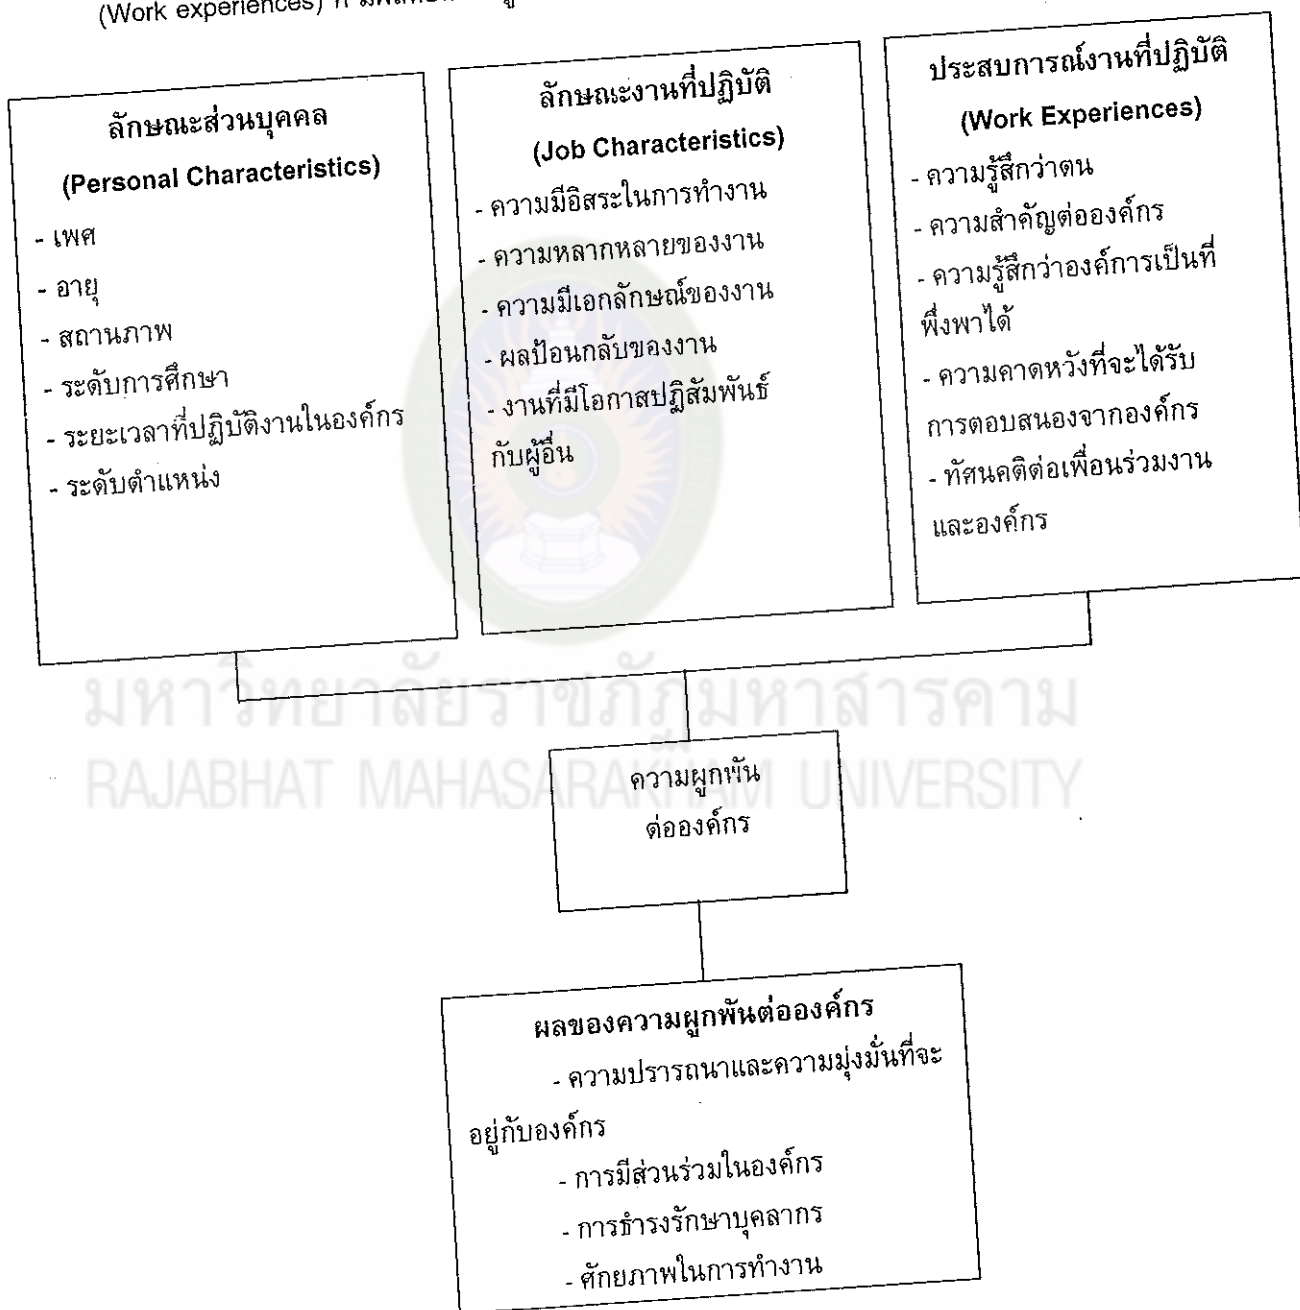 (Work experiences) ที่ มีผลต่อ
ลักษณะส่วนบุคคล
(Personal Characteristics)
- เพศ
- อายุ
- สถานภาพ
- ระดับการศึกษา
- ระยะเวลาที่ปฏิบัติงานในองค์กร
- ระดับตำแหน่ง
ลักษณะงานที่ปฏิบัติ
(Job Characteristics)
- ความมีอิสระในการทำงาน
- ความหลากหลายของงาน
- ความมีเอกลักษณ์ของงาน
- ผลป้อนกลับของงาน
- งานที่มีโอกาสปฏิสัมพันธ์
กับผู้อื่น
ประสบการณ์งานที่ปฏิบัติ
(Work Experiences)
- ความรู้สึกว่าตน
- ความสำคัญต่อองค์กร
- ความรู้สึกว่าองค์การเป็นที่
พึ่งพาได้
- ความคาดหวังที่จะได้รับ
การตอบสนองจากองค์กร
- ทัศนคติต่อเพื่อนร่วมงาน
และองค์กร
มหาวิทยาลัยราชภัฏมหาสารคาม
RAJABHAT MAHASARAKHAM UNIVERSITY
ความผูกพัน
ต่อองค์กร
ผลของความผูกพันต่อองค์กร
- ความปรารถนาและความมุ่งมั่นที่จะ
อยู่กับองค์กร
- การมีส่วนร่วมในองค์กร
- การธำรงรักษาบุคลากร
- ศักยภาพในการทำงาน